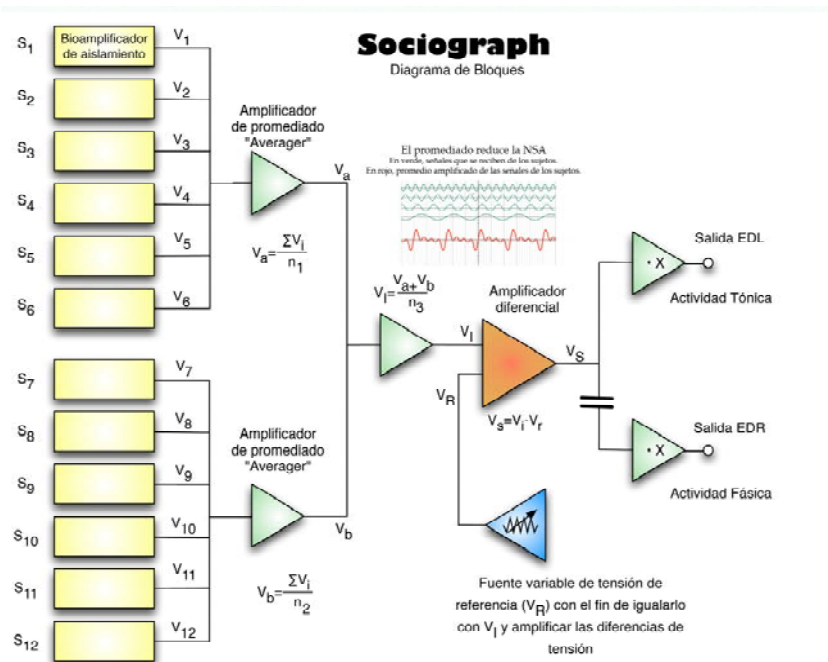 Sociograph
Diagrama de Bloques
S1
Bioamplificador
de aislamiento
V1
S2
V2
S3
V3
S4
V4
S5
V5
S6
V6
Amplificador
de promediado
"Averager"
Va
Va=ΣVi/n1
El promediado reduce la NSA
En verde, señales que se reciben de los sujetos.
En rojo, promedio amplificado de las senales de los sujetos.
S7
V7
S8
V8
S9
V9
S10
V10
S11
V11
S12
V12
Amplificador
de promediado
"Averager"
Vb
Vb=ΣVi/n2
VI=Va+Vb/n3
Amplificador
diferencial
VI
VR
VS
Vs=Vi-Vr
· X
Salida EDL
Actividad Tónica
· X
Salida EDR
Actividad Fásica
Fuente variable de tensión de
referencia (VR) con el fin de igualarlo
con VI y amplificar las diferencias de
tensión